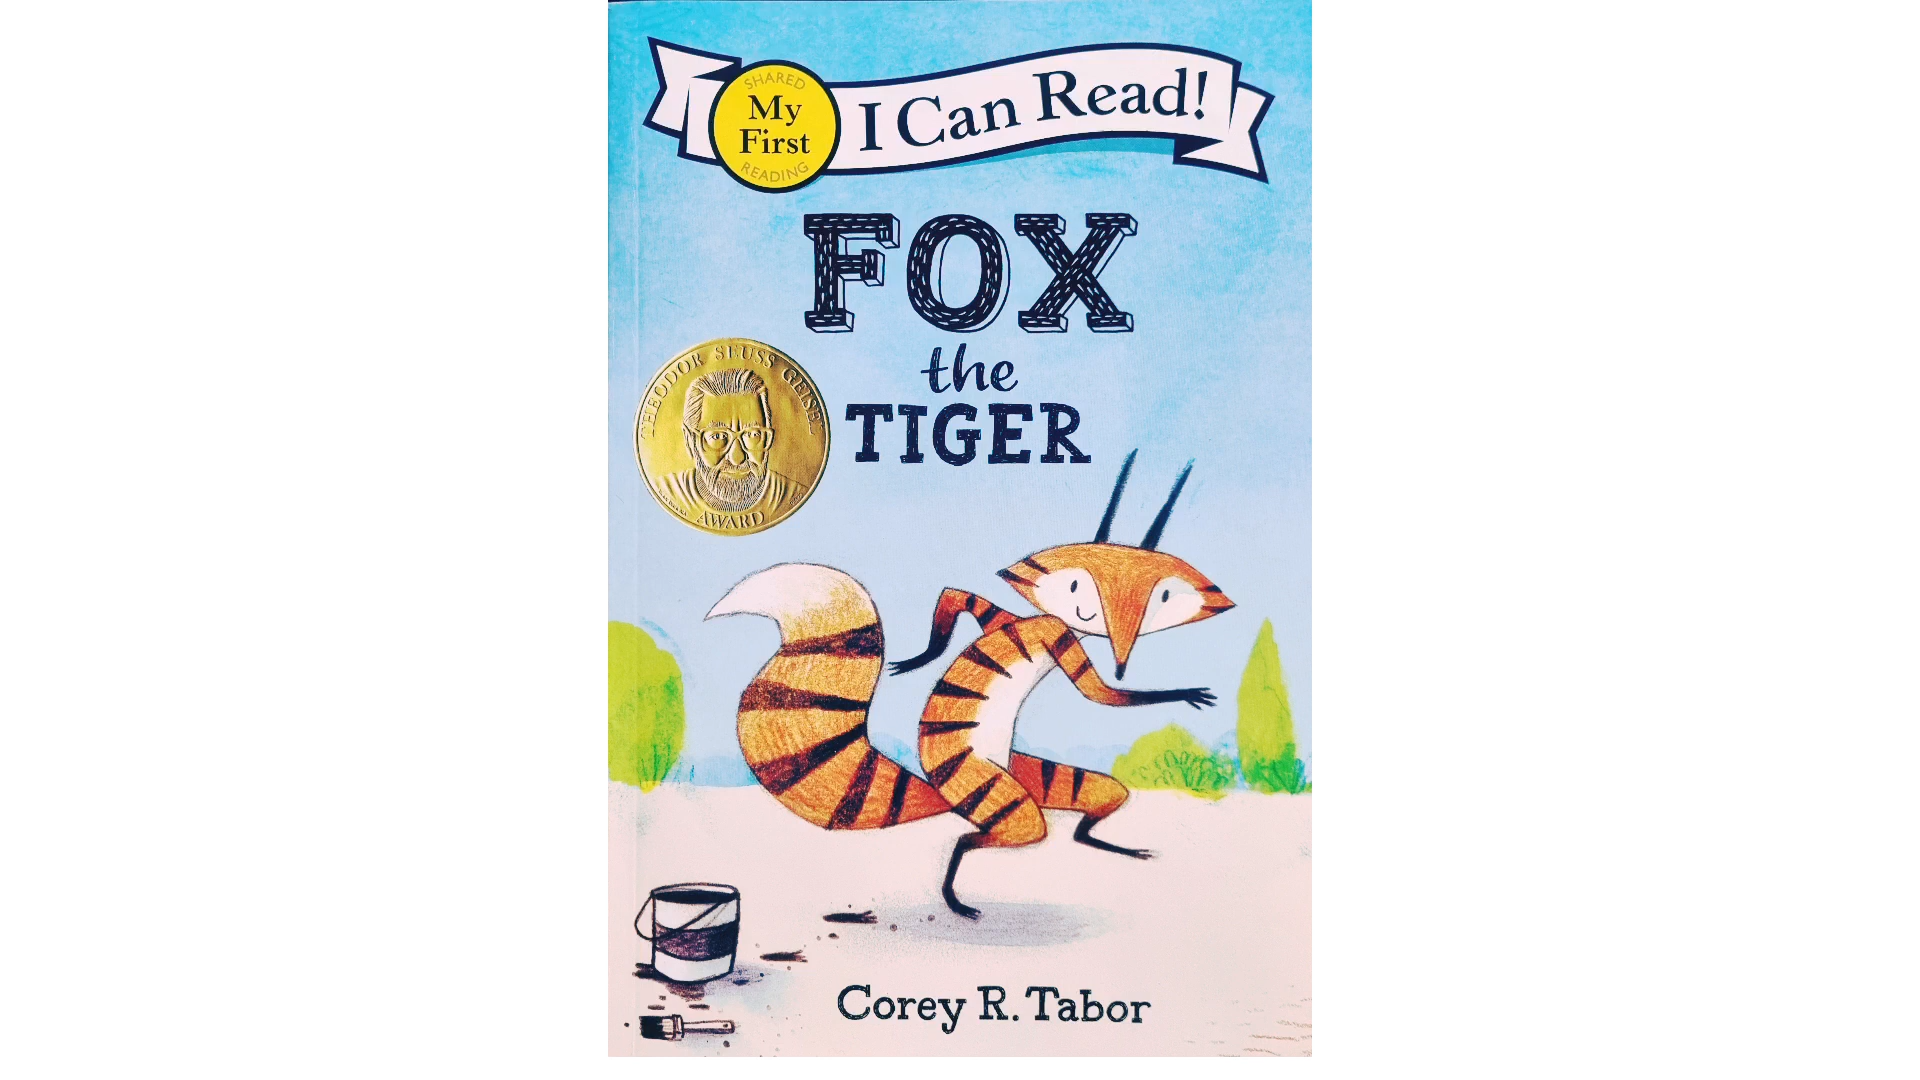 SHARED
My
First
READING
I Can Read!
FOX
the
TIGER
THEODOR SEUSS GEISEL
AWARD
Corey R. Tabor